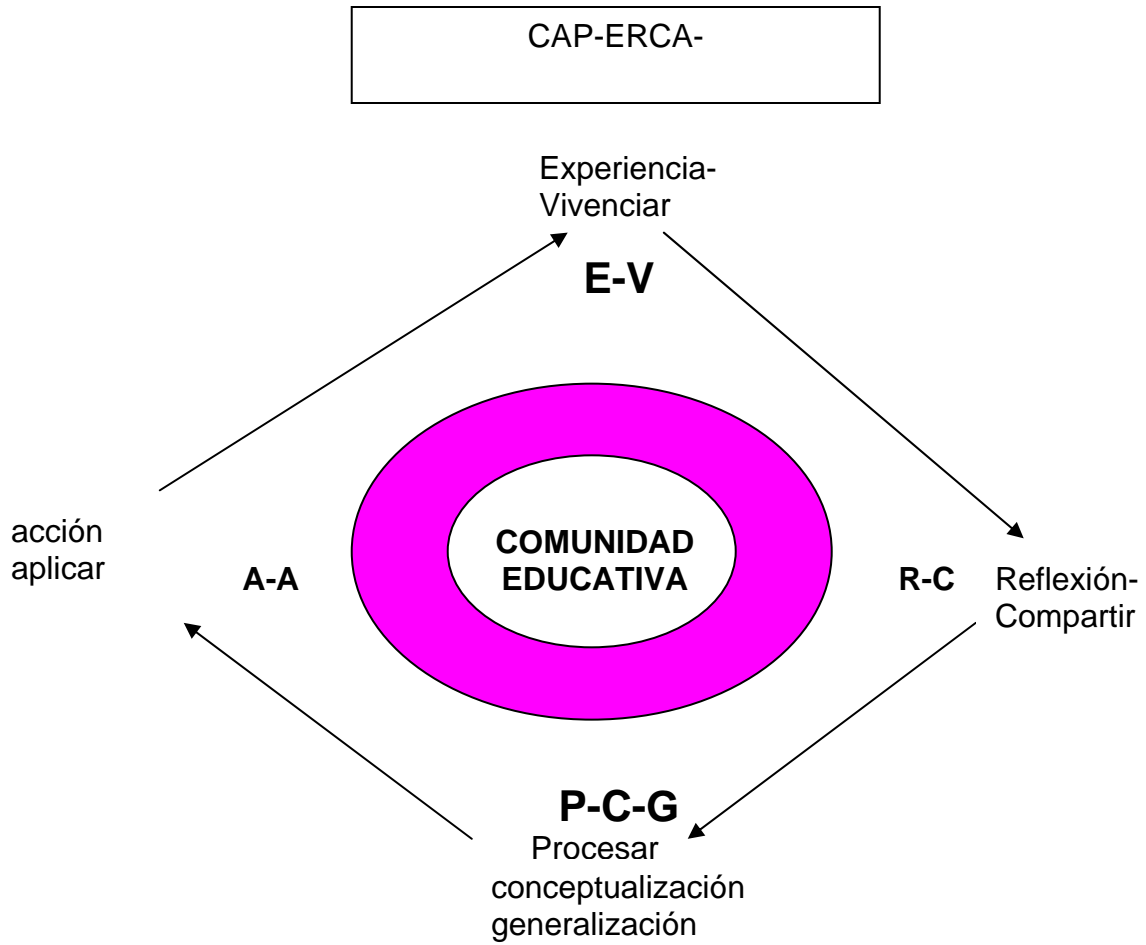 CAP-ERCA-
Experiencia-
Vivenciar
E-V
acción
aplicar
A-A
COMUNIDAD
EDUCATIVA
R-C
Reflexión-
Compartir
P-C-G
Procesar
conceptualización
generalización